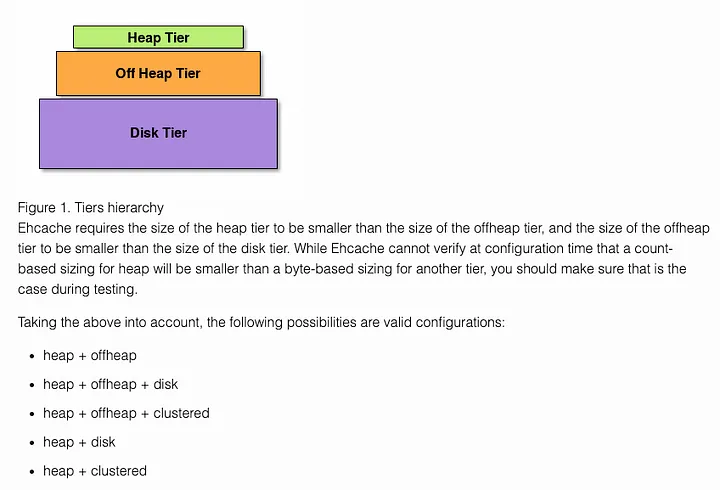 Heap Tier
Off Heap Tier
Disk Tier
Figure 1. Tiers hierarchy
Ehcache requires the size of the heap tier to be smaller than the size of the offheap tier, and the size of the offheap
tier to be smaller than the size of the disk tier. While Ehcache cannot verify at configuration time that a count-
based sizing for heap will be smaller than a byte-based sizing for another tier, you should make sure that is the
case during testing.
Taking the above into account, the following possibilities are valid configurations:
• heap + offheap
• heap + offheap + disk
• heap + offheap + clustered
• heap + disk
• heap + clustered